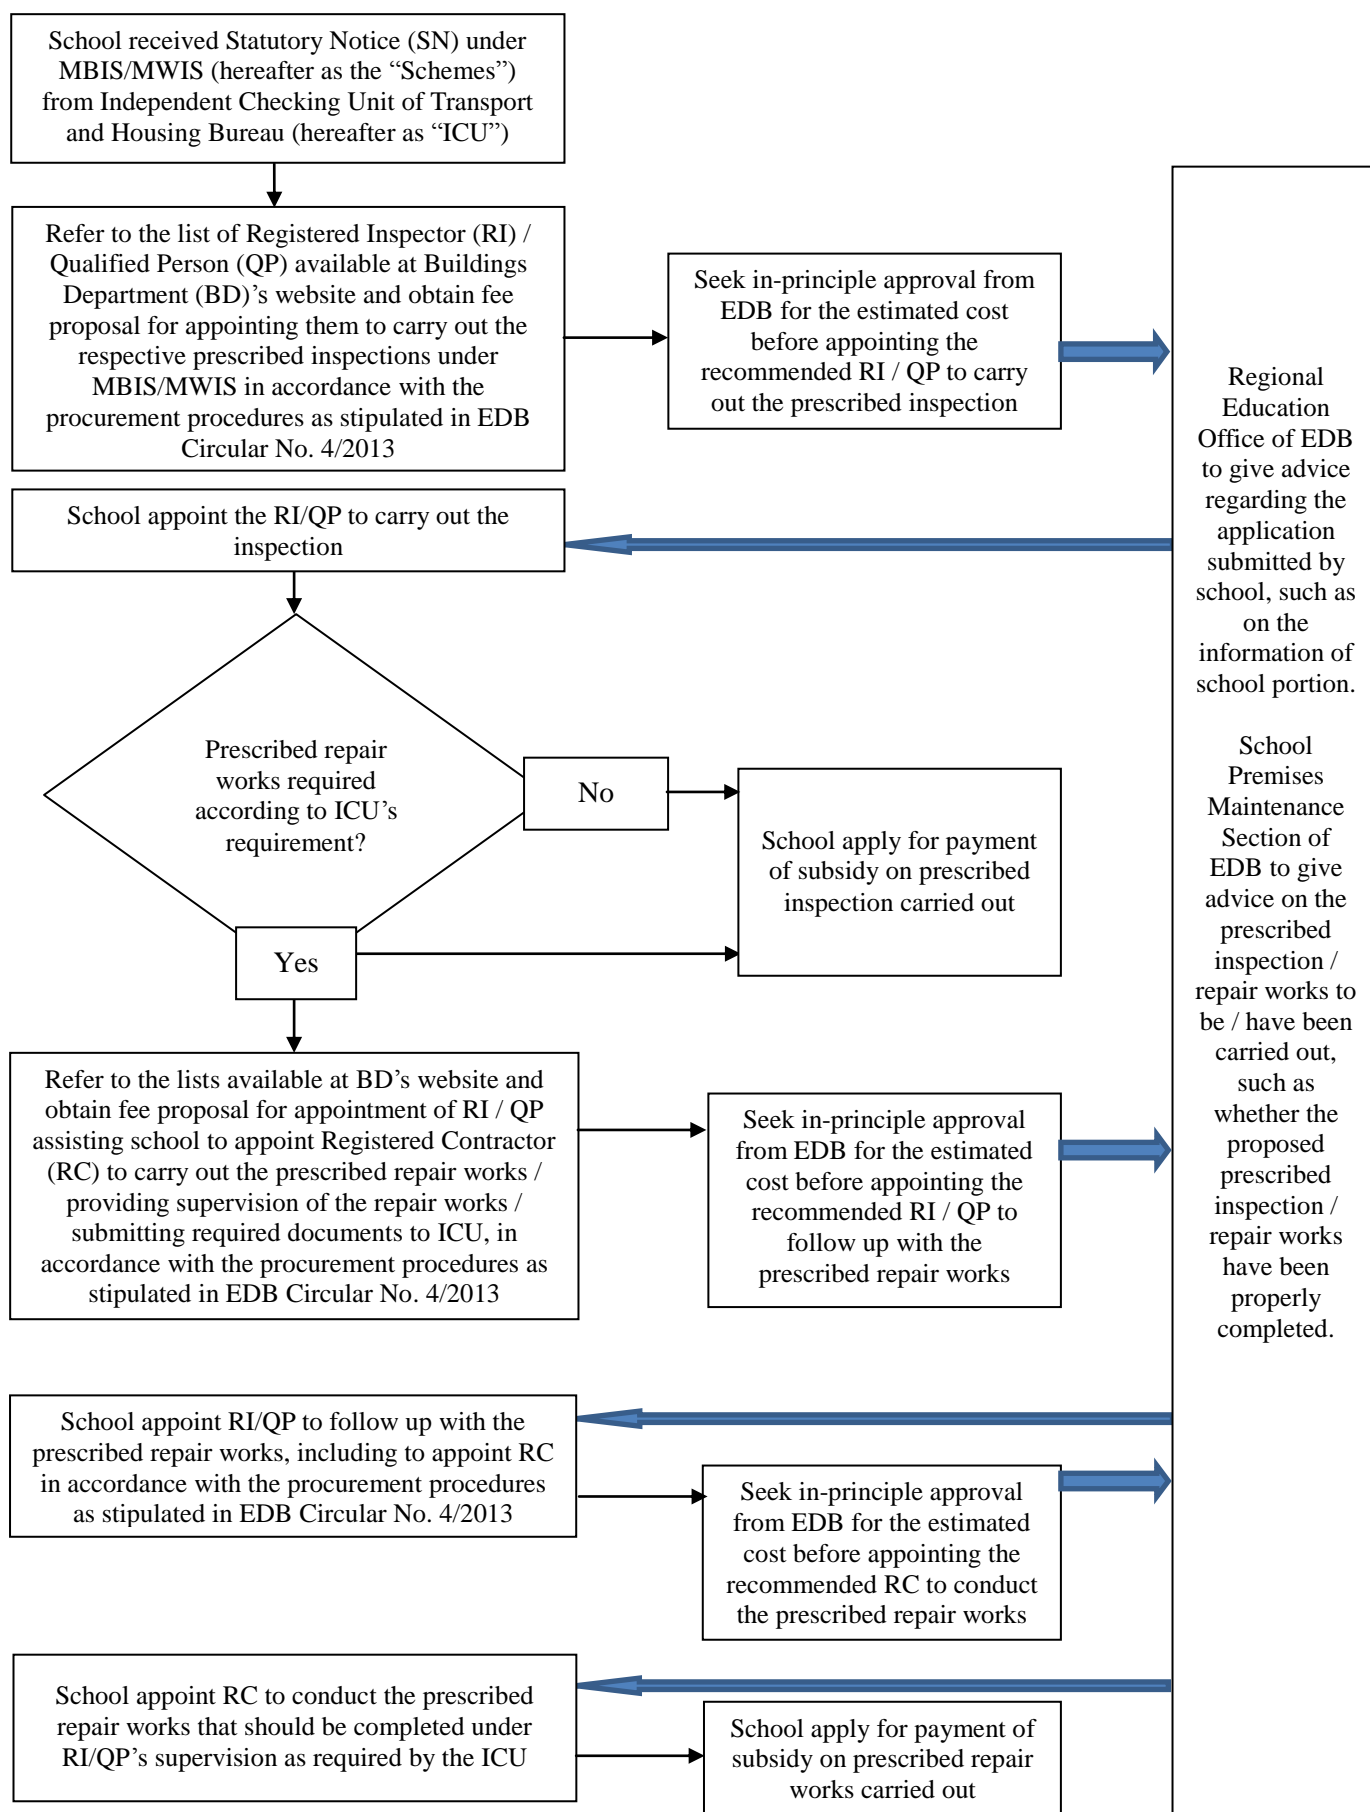 School received Statutory Notice (SN) under
MBIS/MWIS (hereafter as the “Schemes”)
from Independent Checking Unit of Transport
and Housing Bureau (hereafter as “ICU”)
Refer to the list of Registered Inspector (RI) /
Qualified Person (QP) available at Buildings
Department (BD)’s website and obtain fee
proposal for appointing them to carry out the
respective prescribed inspections under
MBIS/MWIS in accordance with the
procurement procedures as stipulated in EDB
Circular No. 4/2013
Seek in-principle approval from
EDB for the estimated cost
before appointing the
recommended RI / QP to carry
out the prescribed inspection
School appoint the RI/QP to carry out the
inspection
Prescribed repair
works required
according to ICU’s
requirement?
No
Yes
School apply for payment
of subsidy on prescribed
inspection carried out
Refer to the lists available at BD’s website and
obtain fee proposal for appointment of RI / QP
assisting school to appoint Registered Contractor
(RC) to carry out the prescribed repair works /
providing supervision of the repair works /
submitting required documents to ICU, in
accordance with the procurement procedures as
stipulated in EDB Circular No. 4/2013
Seek in-principle approval
from EDB for the estimated
cost before appointing the
recommended RI / QP to
follow up with the
prescribed repair works
School appoint RI/QP to follow up with the
prescribed repair works, including to appoint RC
in accordance with the procurement procedures
as stipulated in EDB Circular No. 4/2013
Seek in-principle approval
from EDB for the estimated
cost before appointing the
recommended RC to conduct
the prescribed repair works
School appoint RC to conduct the prescribed
repair works that should be completed under
RI/QP’s supervision as required by the ICU
School apply for payment of
subsidy on prescribed repair
works carried out
Regional
Education
Office of EDB
to give advice
regarding the
application
submitted by
school, such as
on the
information of
school portion.
School
Premises
Maintenance
Section of
EDB to give
advice on the
prescribed
inspection /
repair works to
be / have been
carried out,
such as
whether the
proposed
prescribed
inspection /
repair works
have been
properly
completed.